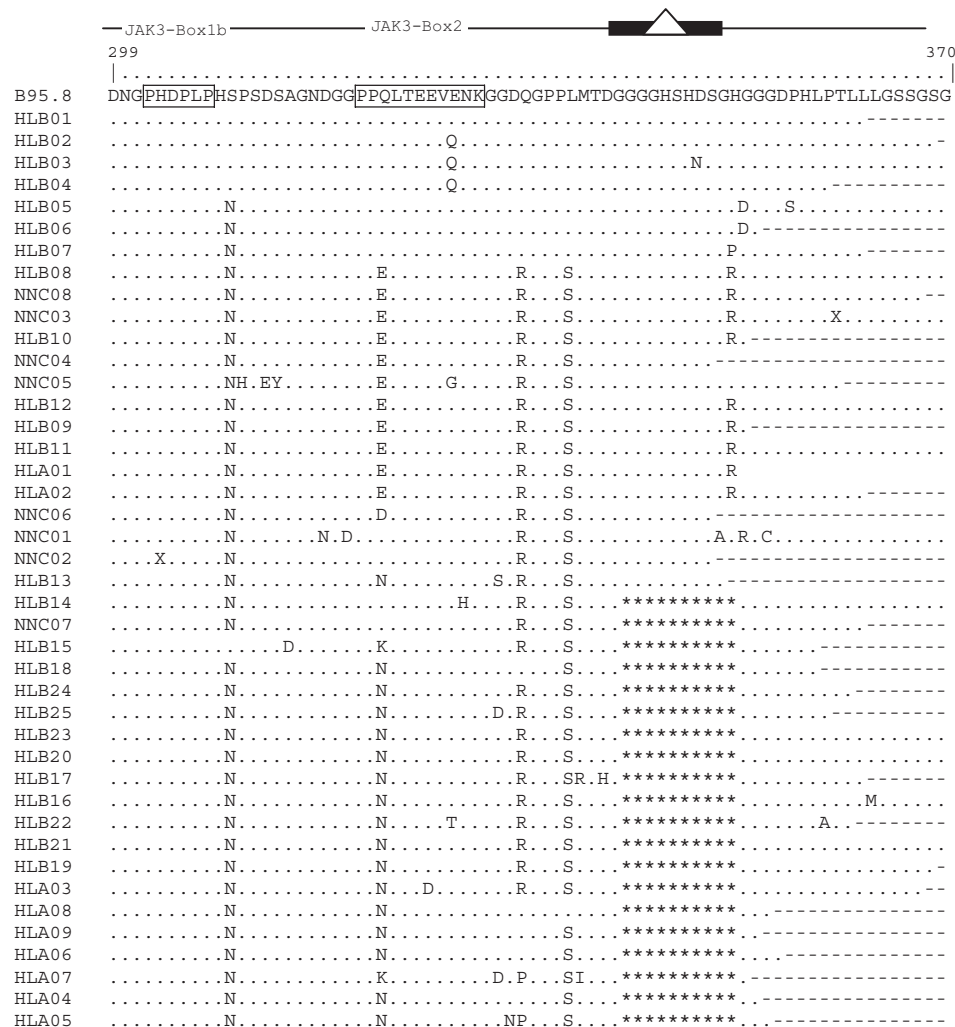 JAK3-Box1b JAK3-Box2
299 370
|.......................................................................|
B95.8 DNGPHDPLPHSPSDSAGNDGGPPQLTEEVENKGGDQGPPLMTDGGGGHSHDSGHGGGDPHLPTLLLGSSGSG
HLB01 .................................................................-------
HLB02 .............................Q.........................................-
HLB03 .............................Q....................N.....................
HLB04 .............................Q................................----------
HLB05 ..........N...........................................D...S.............
HLB06 ..........N...........................................D.----------------
HLB07 ..........N..........................................P...........-------
HLB08 ..........N............E...........R...S.............R..................
NNC08 ..........N............E...........R...S.............R................--
NNC03 ..........N............E...........R...S.............R........X.........
HLB10 ..........N............E...........R...S.............R.-----------------
NNC04 ..........N............E...........R...S............--------------------
NNC05 ..........NH.EY........E.....G.....R...S.......................---------
HLB12 ..........N............E...........R...S.............R..................
HLB09 ..........N............E...........R...S.............R.-----------------
HLB11 ..........N............E...........R...S.............R..................
HLA01 ..........N............E...........R...S.............R
HLA02 ..........N............E...........R...S.............R...........-------
NNC06 ..........N............D...........R...S............--------------------
NNC01 ..........N.......N.D..............R...S............A.R.C...............
NNC02 ....X.....N........................R...S............--------------------
HLB13 ..........N............N.........S.R...S.............-------------------
HLB14 ..........N...................H....R...S....**********..................
NNC07 ..........N........................R...S....**********...........-------
HLB15 ...............D.......K...........R...S....**********.......-----------
HLB18 ..........N............N...............S....**********.......-----------
HLB24 ..........N............N...........R...S....**********..........--------
HLB25 ..........N............N.........D.R...S....**********........----------
HLB23 ..........N............N...........R...S....**********..................
HLB20 ..........N............N...........R...S....**********..................
HLB17 ..........N............N...........R...SR.H.**********...........-------
HLB16 ..........N............N...........R...S....**********...........M......
HLB22 ..........N............N.....T.....R...S....**********.......A..--------
HLB21 ..........N............N...........R...S....**********..................
HLB19 ..........N............N...........R...S....**********.................-
HLA03 ..........N............N...D.......R...S....**********................--
HLA08 ..........N............N....................**********...---------------
HLA09 ..........N............N...............S....**********..----------------
HLA06 ..........N............N...............S....**********....--------------
HLA07 ..........N............K.........D.P...SI...**********.-----------------
HLA04 ..........N............N...............S....**********..----------------
HLA05 ..........N............N..........NP...S....**********...---------------